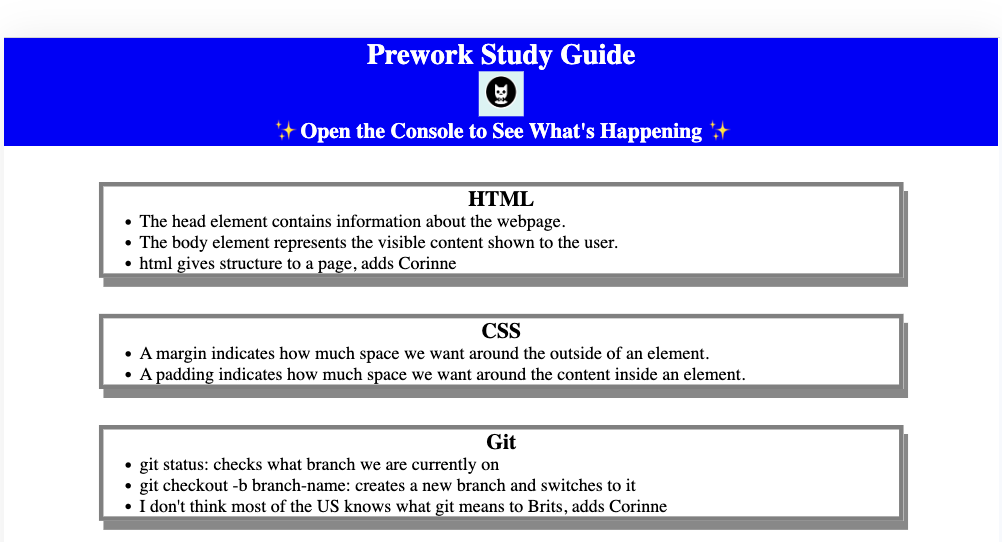 Prework Study Guide
✨ Open the Console to See What's Happening ✨
HTML
• The head element contains information about the webpage.
• The body element represents the visible content shown to the user.
• html gives structure to a page, adds Corinne
CSS
• A margin indicates how much space we want around the outside of an element.
• A padding indicates how much space we want around the content inside an element.
Git
• git status: checks what branch we are currently on
• git checkout -b branch-name: creates a new branch and switches to it
• I don't think most of the US knows what git means to Brits, adds Corinne